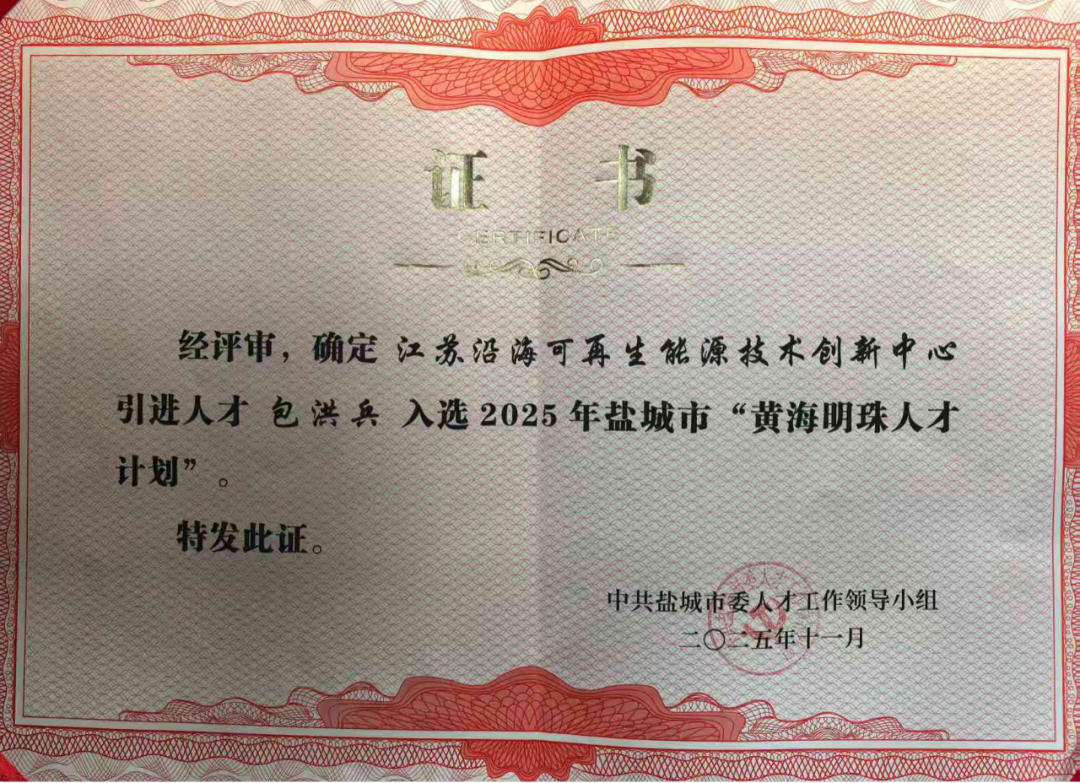 证 书
CERTIFICATE
经评审，确定 江苏沿海可再生能源技术创新中心
引进人才 包洪兵 入选 2025 年盐城市“黄海明珠人才
计划”。
特发此证。
中共盐城市委人才工作领导小组
二〇二五年十一月